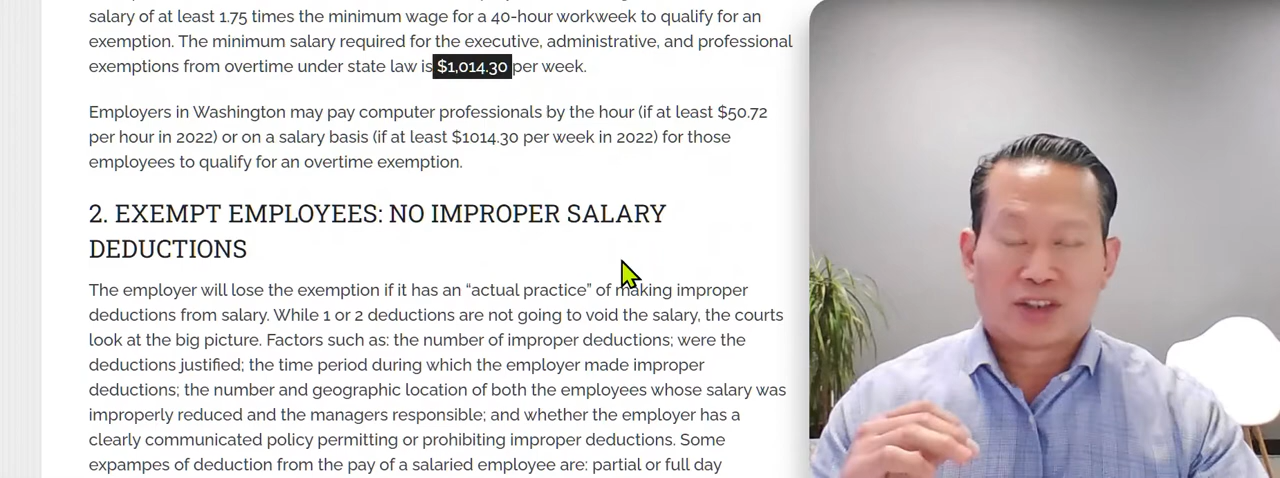 salary of at least 1.75 times the minimum wage for a 40-hour workweek to qualify for an
exemption. The minimum salary required for the executive, administrative, and professional
exemptions from overtime under state law is $1,014.30 per week.
Employers in Washington may pay computer professionals by the hour (if at least $50.72
per hour in 2022) or on a salary basis (if at least $1014.30 per week in 2022) for those
employees to qualify for an overtime exemption.
2. EXEMPT EMPLOYEES: NO IMPROPER SALARY
DEDUCTIONS
The employer will lose the exemption if it has an “actual practice” of making improper
deductions from salary. While 1 or 2 deductions are not going to void the salary, the courts
look at the big picture. Factors such as: the number of improper deductions; were the
deductions justified; the time period during which the employer made improper
deductions; the number and geographic location of both the employees whose salary was
improperly reduced and the managers responsible; and whether the employer has a
clearly communicated policy permitting or prohibiting improper deductions. Some
expampes of deduction from the pay of a salaried employee are: partial or full day